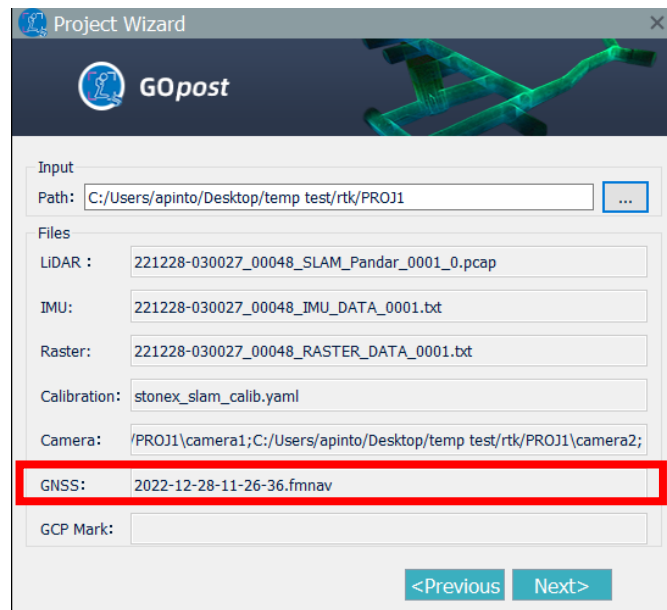 Project Wizard
GOpost
Input
Path: C:/Users/apinto/Desktop/temp test/rtk/PROJ1 ...
Files
LiDAR : 221228-030027_00048_SLAM_Pandar_0001_0.pcap
IMU: 221228-030027_00048_IMU_DATA_0001.txt
Raster: 221228-030027_00048_RASTER_DATA_0001.txt
Calibration: stonex_slam_calib.yaml
Camera: /PROJ1\camera1;C:/Users/apinto/Desktop/temp test/rtk/PROJ1\camera2;
GNSS: 2022-12-28-11-26-36.fmnav
GCP Mark:
<Previous Next>